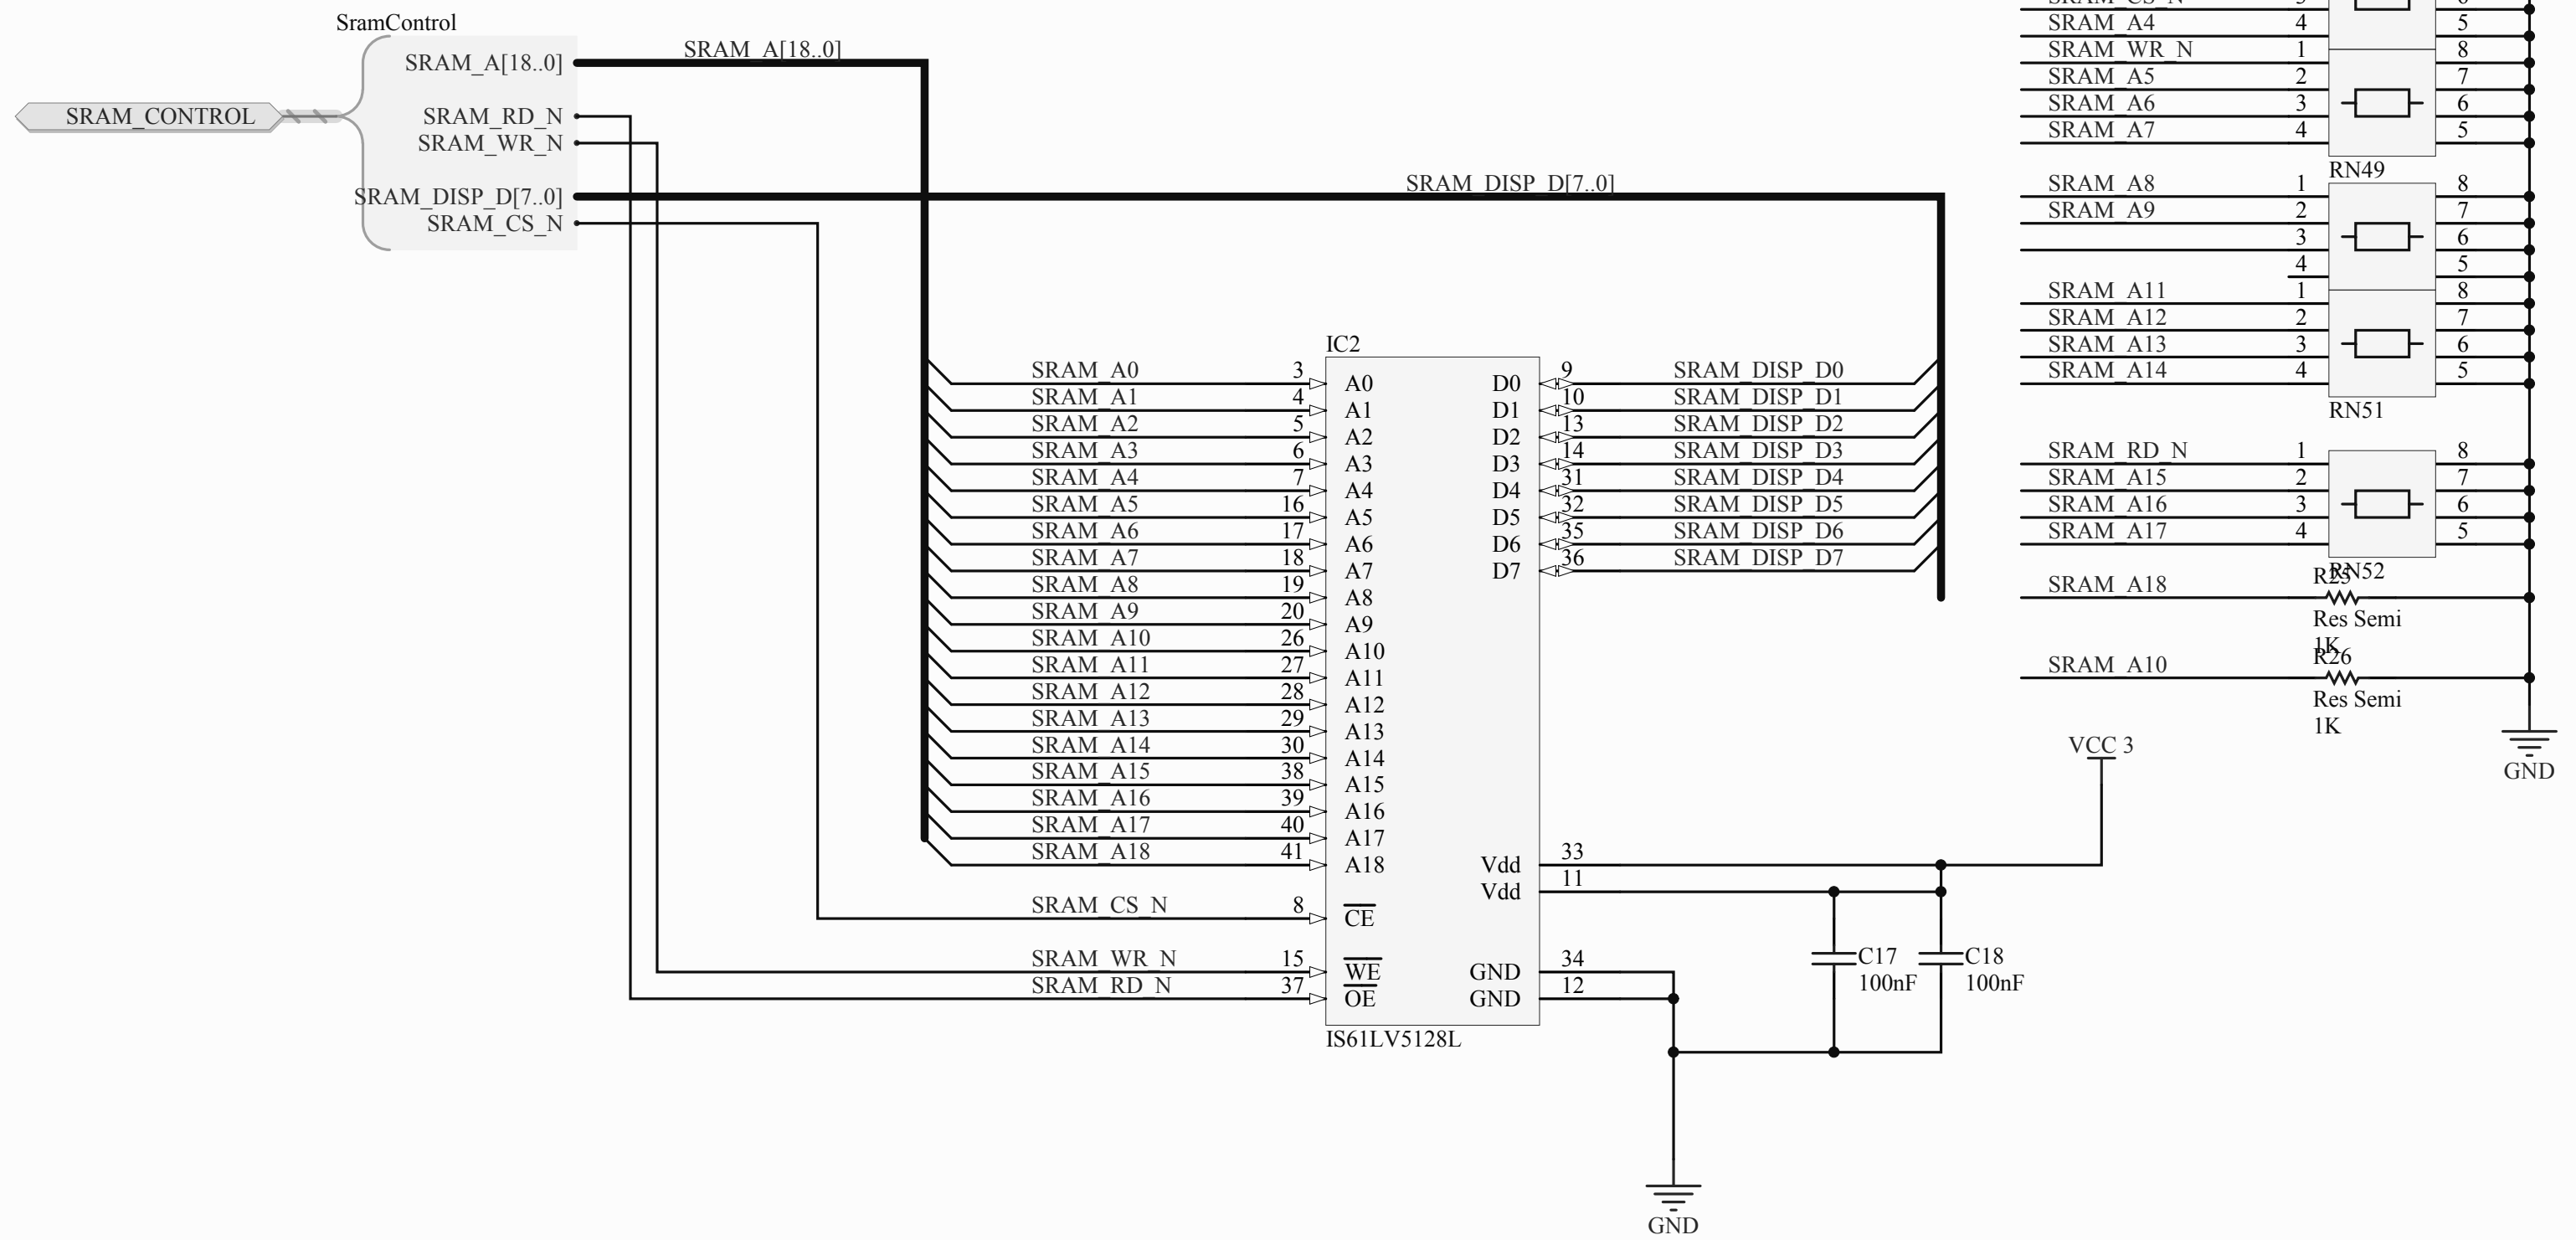 SramControl
SRAM_CONTROL
SRAM_A[18..0]
SRAM_RD_N
SRAM_WR_N
SRAM_DISP_D[7..0]
SRAM_CS_N
SRAM_A[18..0]
SRAM_DISP_D[7..0]
IC2
SRAM_A0 3 A0
SRAM_A1 4 A1
SRAM_A2 5 A2
SRAM_A3 6 A3
SRAM_A4 7 A4
SRAM_A5 16 A5
SRAM_A6 17 A6
SRAM_A7 18 A7
SRAM_A8 19 A8
SRAM_A9 20 A9
SRAM_A10 26 A10
SRAM_A11 27 A11
SRAM_A12 28 A12
SRAM_A13 29 A13
SRAM_A14 30 A14
SRAM_A15 38 A15
SRAM_A16 39 A16
SRAM_A17 40 A17
SRAM_A18 41 A18
SRAM_CS_N 8 CE
SRAM_WR_N 15 WE
SRAM_RD_N 37 OE
D0 9 SRAM_DISP_D0
D1 10 SRAM_DISP_D1
D2 13 SRAM_DISP_D2
D3 14 SRAM_DISP_D3
D4 31 SRAM_DISP_D4
D5 32 SRAM_DISP_D5
D6 35 SRAM_DISP_D6
D7 36 SRAM_DISP_D7
Vdd 33
Vdd 11
GND 34
GND 12
IS61LV5128L
C17
100nF
C18
100nF
GND
VCC 3
SRAM_A4 4 5
SRAM_WR_N 1 8
SRAM_A5 2 7
SRAM_A6 3 6
SRAM_A7 4 5
RN49
SRAM_A8 1 8
SRAM_A9 2 7
3 6
4 5
SRAM_A11 1 8
SRAM_A12 2 7
SRAM_A13 3 6
SRAM_A14 4 5
RN51
SRAM_RD_N 1 8
SRAM_A15 2 7
SRAM_A16 3 6
SRAM_A17 4 5
RN52
SRAM_A18
R25
Res Semi
1K
SRAM_A10
R26
Res Semi
1K
GND